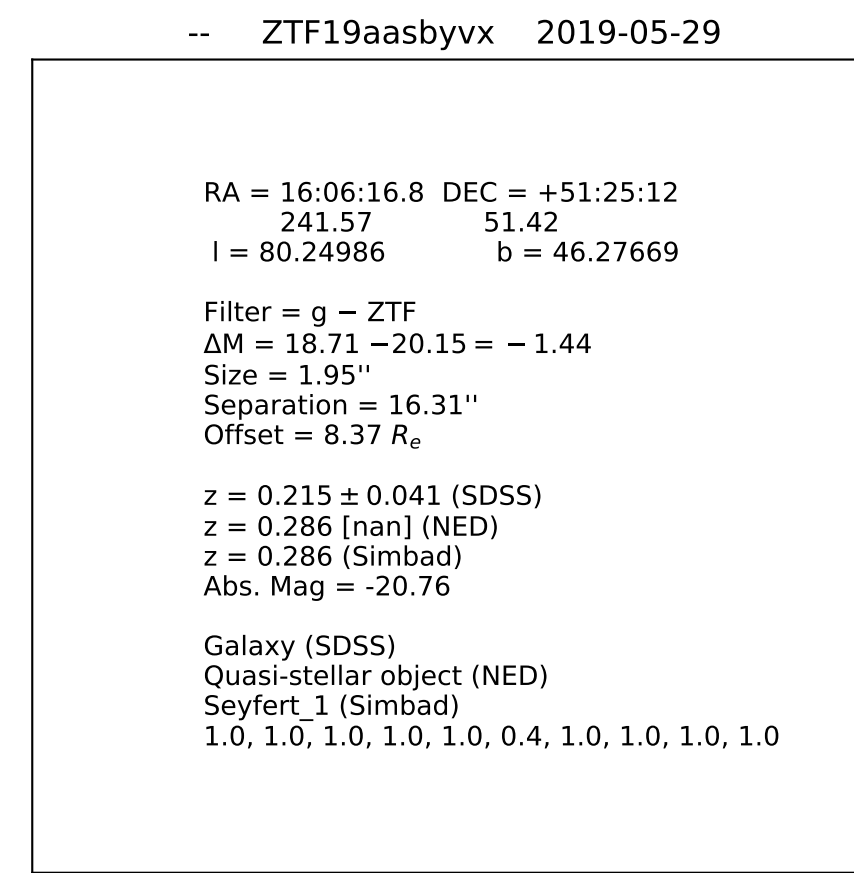 -- ZTF19aasbyvx 2019-05-29
RA = 16:06:16.8 DEC = +51:25:12
241.57 51.42
l = 80.24986 b = 46.27669
Filter = g − ZTF
ΔM = 18.71 −20.15 = − 1.44
Size = 1.95''
Separation = 16.31''
Offset = 8.37 Re
z = 0.215 ± 0.041 (SDSS)
z = 0.286 [nan] (NED)
z = 0.286 (Simbad)
Abs. Mag = -20.76
Galaxy (SDSS)
Quasi-stellar object (NED)
Seyfert_1 (Simbad)
1.0, 1.0, 1.0, 1.0, 1.0, 0.4, 1.0, 1.0, 1.0, 1.0